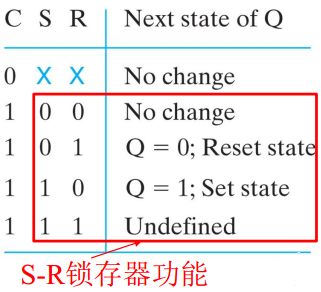 C S R Next state of Q
0 X X No change
1 0 0 No change
1 0 1 Q = 0; Reset state
1 1 0 Q = 1; Set state
1 1 1 Undefined
S-R锁存器功能